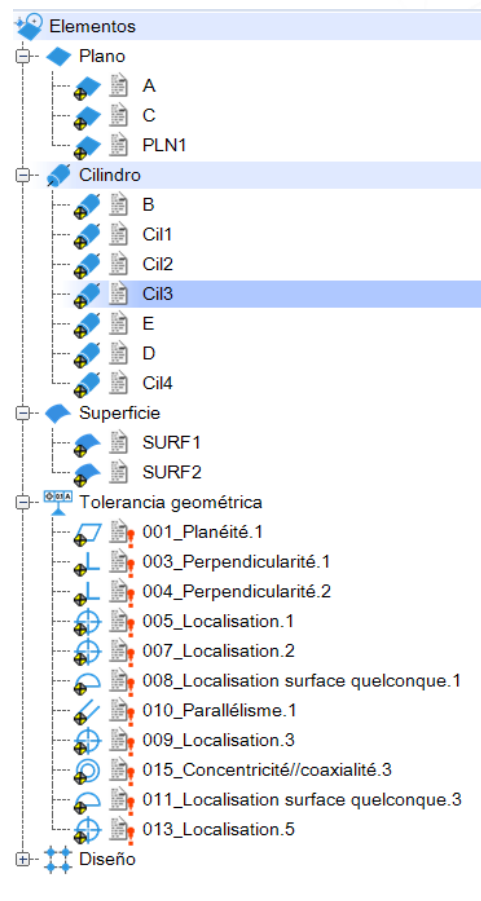 Elementos
Plano
A
C
PLN1
Cilindro
B
Cil1
Cil2
Cil3
E
D
Cil4
Superficie
SURF1
SURF2
Tolerancia geométrica
001_Planéité.1
003_Perpendicularité.1
004_Perpendicularité.2
005_Localisation.1
007_Localisation.2
008_Localisation surface quelconque.1
010_Parallélisme.1
009_Localisation.3
015_Concentricité//coaxialité.3
011_Localisation surface quelconque.3
013_Localisation.5
Diseño